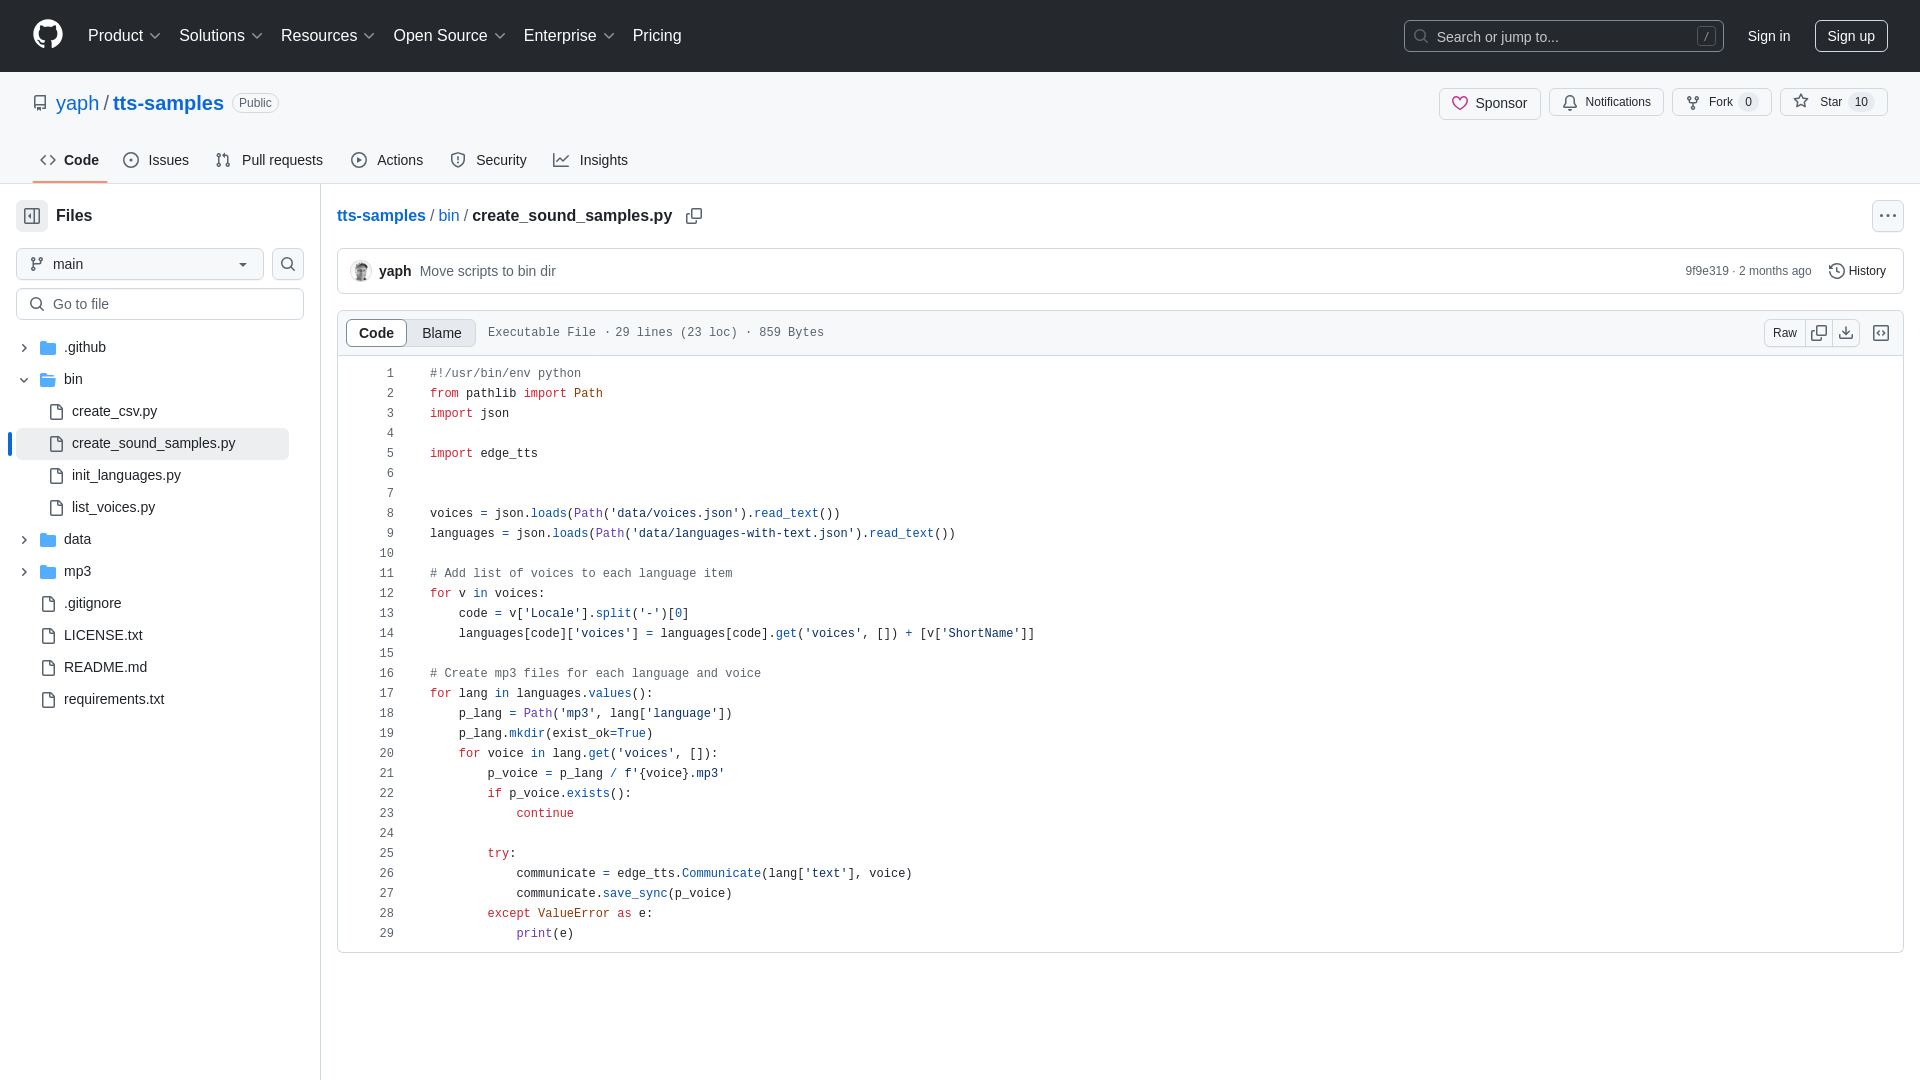 Product Solutions Resources Open Source Enterprise Pricing Search or jump to... / Sign in Sign up
yaph / tts-samples Public Sponsor Notifications Fork 0 Star 10
Code Issues Pull requests Actions Security Insights
Files
main
Go to file
.github
bin
create_csv.py
create_sound_samples.py
init_languages.py
list_voices.py
data
mp3
.gitignore
LICENSE.txt
README.md
requirements.txt
tts-samples / bin / create_sound_samples.py
yaph Move scripts to bin dir 9f9e319 · 2 months ago History
Code Blame Executable File · 29 lines (23 loc) · 859 Bytes Raw
1 #!/usr/bin/env python
2 from pathlib import Path
3 import json
4
5 import edge_tts
6
7
8 voices = json.loads(Path('data/voices.json').read_text())
9 languages = json.loads(Path('data/languages-with-text.json').read_text())
10
11 # Add list of voices to each language item
12 for v in voices:
13     code = v['Locale'].split('-')[0]
14     languages[code]['voices'] = languages[code].get('voices', []) + [v['ShortName']]
15
16 # Create mp3 files for each language and voice
17 for lang in languages.values():
18     p_lang = Path('mp3', lang['language'])
19     p_lang.mkdir(exist_ok=True)
20     for voice in lang.get('voices', []):
21         p_voice = p_lang / f'{voice}.mp3'
22         if p_voice.exists():
23             continue
24
25         try:
26             communicate = edge_tts.Communicate(lang['text'], voice)
27             communicate.save_sync(p_voice)
28         except ValueError as e:
29             print(e)